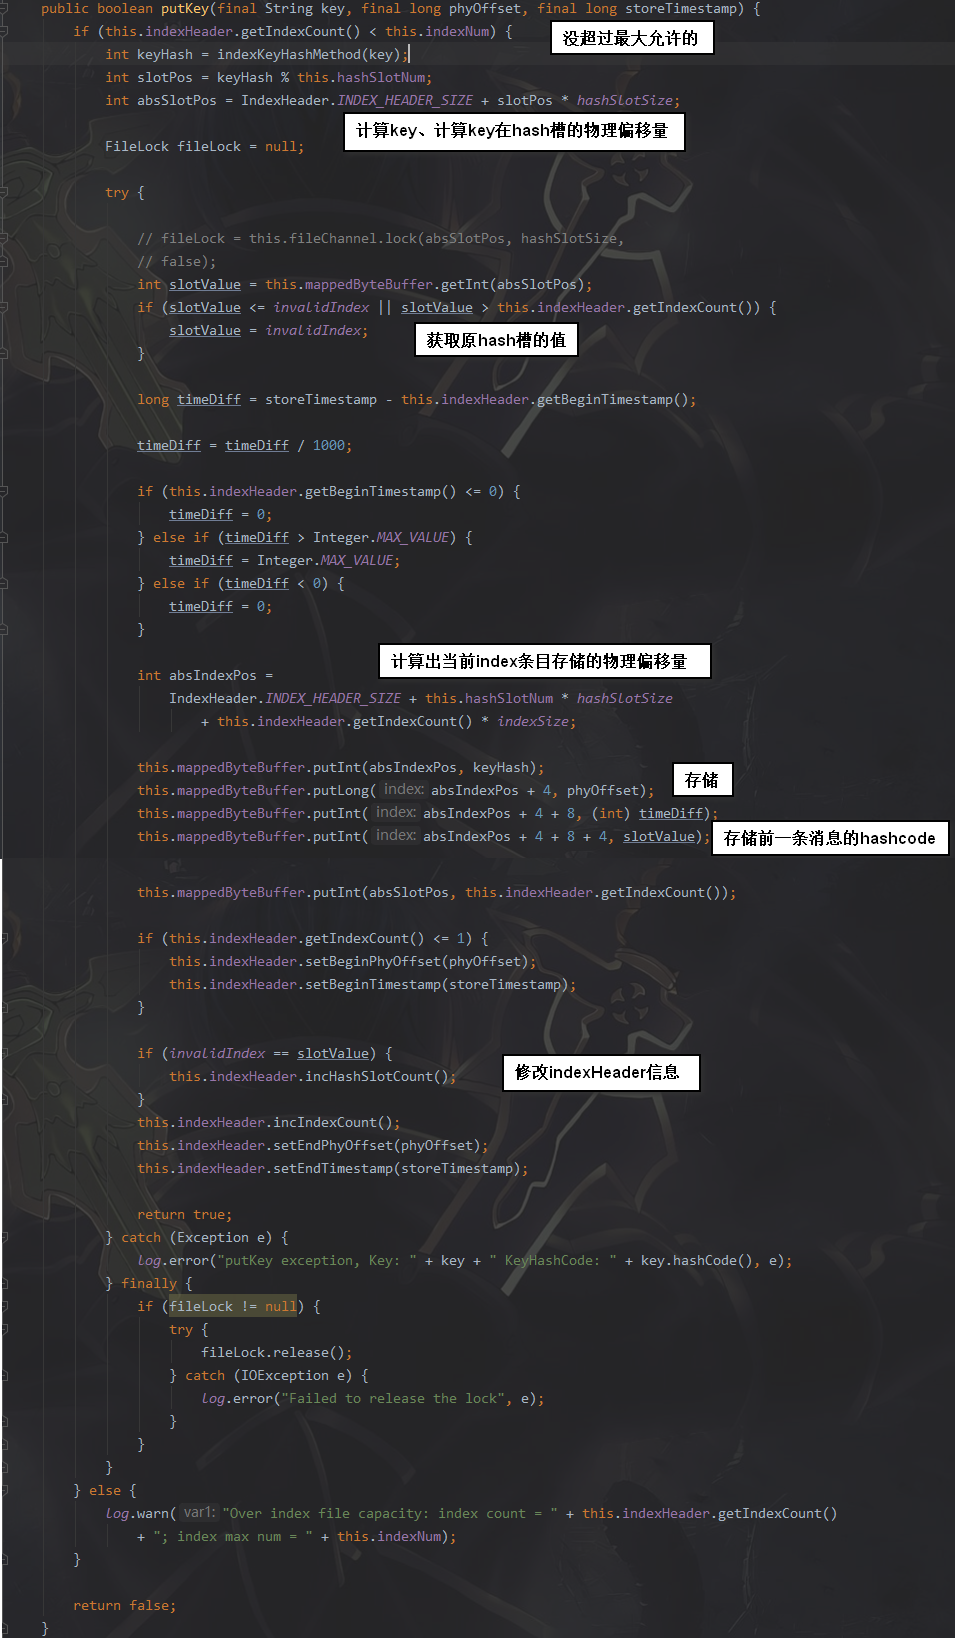 public boolean putKey(final String key, final long phyOffset, final long storeTimestamp) {
if (this.indexHeader.getIndexCount() < this.indexNum) {
没超过最大允许的
int keyHash = indexKeyHashMethod(key);
int slotPos = keyHash % this.hashSlotNum;
int absSlotPos = IndexHeader.INDEX_HEADER_SIZE + slotPos * hashSlotSize;
计算key、计算key在hash槽的物理偏移量
FileLock fileLock = null;
try {
// fileLock = this.fileChannel.lock(absSlotPos, hashSlotSize,
// false);
int slotValue = this.mappedByteBuffer.getInt(absSlotPos);
if (slotValue <= invalidIndex || slotValue > this.indexHeader.getIndexCount()) {
slotValue = invalidIndex;
获取原hash槽的值
}
long timeDiff = storeTimestamp - this.indexHeader.getBeginTimestamp();
timeDiff = timeDiff / 1000;
if (this.indexHeader.getBeginTimestamp() <= 0) {
timeDiff = 0;
} else if (timeDiff > Integer.MAX_VALUE) {
timeDiff = Integer.MAX_VALUE;
} else if (timeDiff < 0) {
timeDiff = 0;
}
计算出当前index条目存储的物理偏移量
int absIndexPos =
IndexHeader.INDEX_HEADER_SIZE + this.hashSlotNum * hashSlotSize
+ this.indexHeader.getIndexCount() * indexSize;
this.mappedByteBuffer.putInt(absIndexPos, keyHash);
this.mappedByteBuffer.putLong( index: absIndexPos + 4, phyOffset);
存储
this.mappedByteBuffer.putInt( index: absIndexPos + 4 + 8, (int) timeDiff);
this.mappedByteBuffer.putInt( index: absIndexPos + 4 + 8 + 4, slotValue);
存储前一条消息的hashcode
this.mappedByteBuffer.putInt(absSlotPos, this.indexHeader.getIndexCount());
if (this.indexHeader.getIndexCount() <= 1) {
this.indexHeader.setBeginPhyOffset(phyOffset);
this.indexHeader.setBeginTimestamp(storeTimestamp);
}
if (invalidIndex == slotValue) {
this.indexHeader.incHashSlotCount();
修改indexHeader信息
}
this.indexHeader.incIndexCount();
this.indexHeader.setEndPhyOffset(phyOffset);
this.indexHeader.setEndTimestamp(storeTimestamp);
return true;
} catch (Exception e) {
log.error("putKey exception, Key: " + key + " KeyHashCode: " + key.hashCode(), e);
} finally {
if (fileLock != null) {
try {
fileLock.release();
} catch (IOException e) {
log.error("Failed to release the lock", e);
}
}
}
} else {
log.warn( var1: "Over index file capacity: index count = " + this.indexHeader.getIndexCount()
+ "; index max num = " + this.indexNum);
}
return false;
}